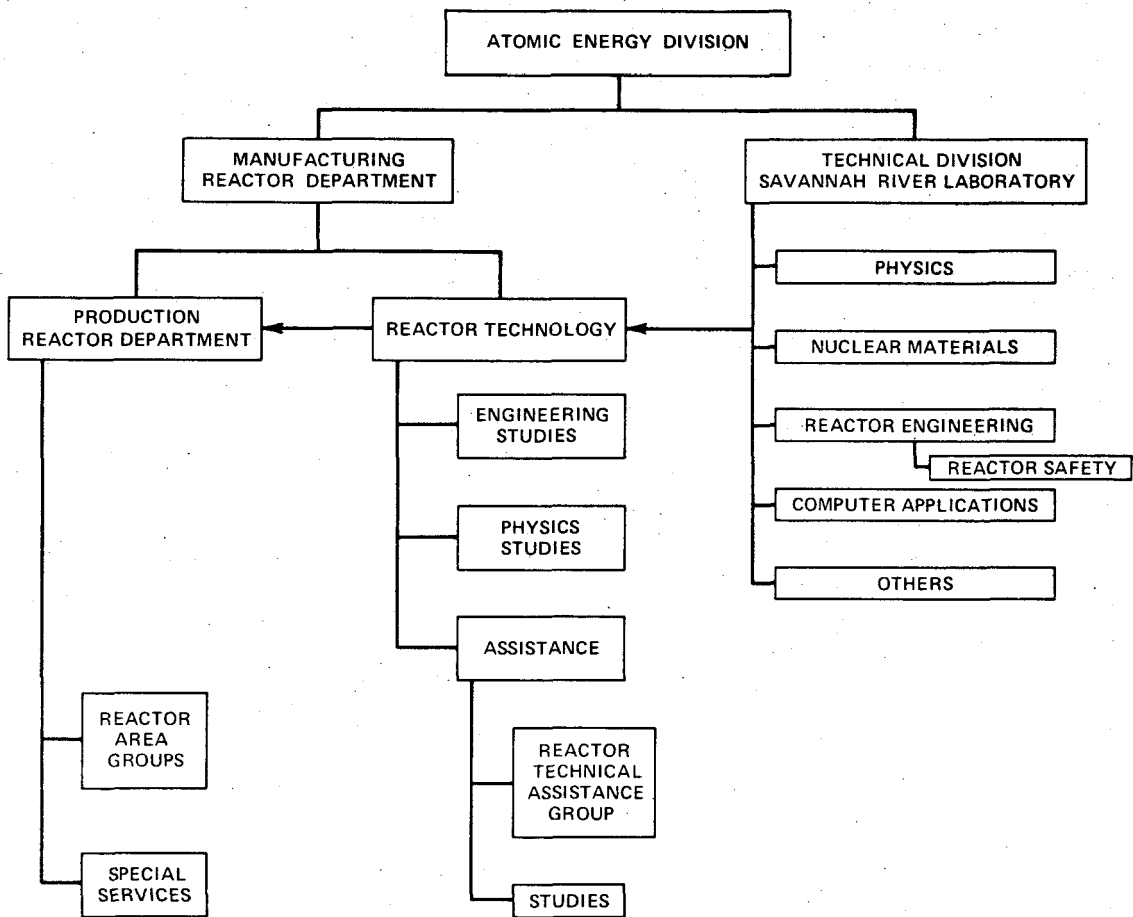 ATOMIC ENERGY DIVISION
MANUFACTURING
REACTOR DEPARTMENT
TECHNICAL DIVISION
SAVANNAH RIVER LABORATORY
PHYSICS
PRODUCTION
REACTOR DEPARTMENT
REACTOR TECHNOLOGY
NUCLEAR MATERIALS
ENGINEERING
STUDIES
REACTOR ENGINEERING
REACTOR SAFETY
COMPUTER APPLICATIONS
PHYSICS
STUDIES
OTHERS
ASSISTANCE
REACTOR
AREA
GROUPS
REACTOR
TECHNICAL
ASSISTANCE
GROUP
SPECIAL
SERVICES
STUDIES